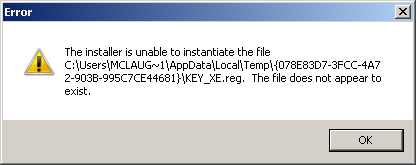 Error
The installer is unable to instantiate the file
C:\Users\MCLAUG~1\AppData\Local\Temp\{078E83D7-3FCC-4A7
2-903B-995C7CE44681}\KEY_XE.reg.  The file does not appear to
exist.
OK